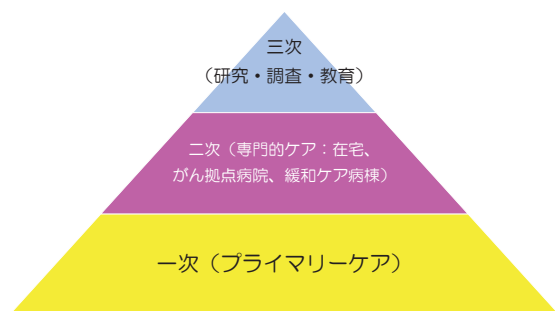 三次
（研究・調査・教育）
二次（専門的ケア：在宅、
がん拠点病院、緩和ケア病棟）
一次（プライマリーケア）